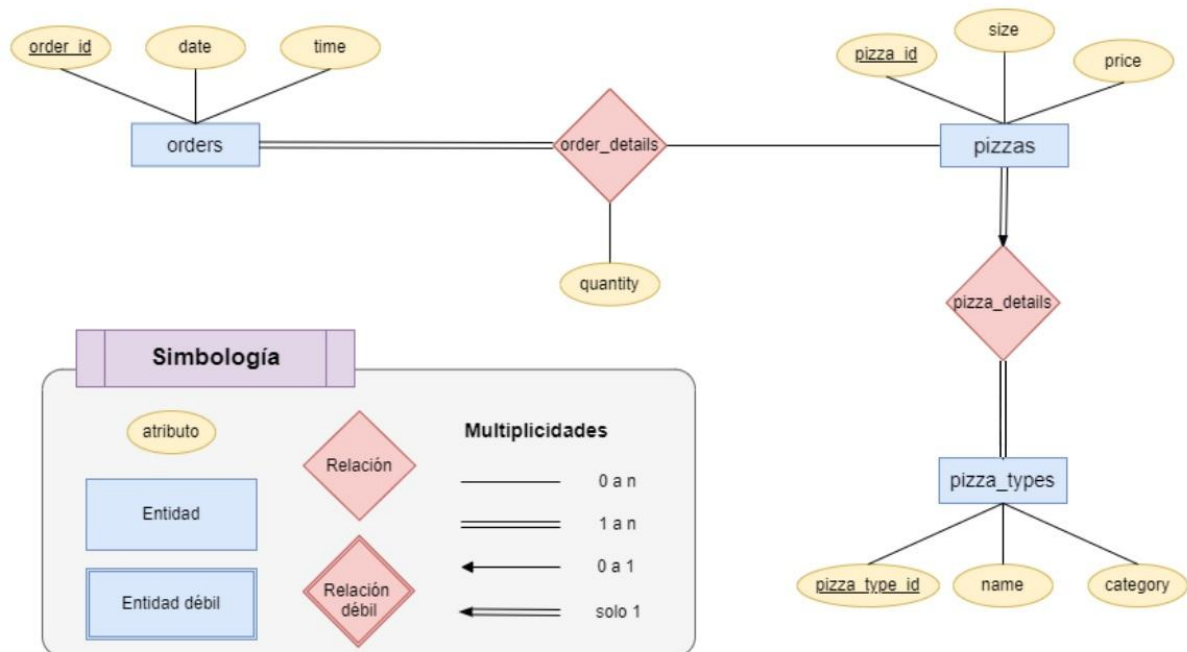 order_id
date
time
pizza_id
size
price
orders
order_details
pizzas
quantity
pizza_details
Simbología
atributo
Relación
Multiplicidades
0 a n
Entidad
1 a n
0 a 1
Entidad débil
Relación
débil
solo 1
pizza_types
pizza_type_id
name
category